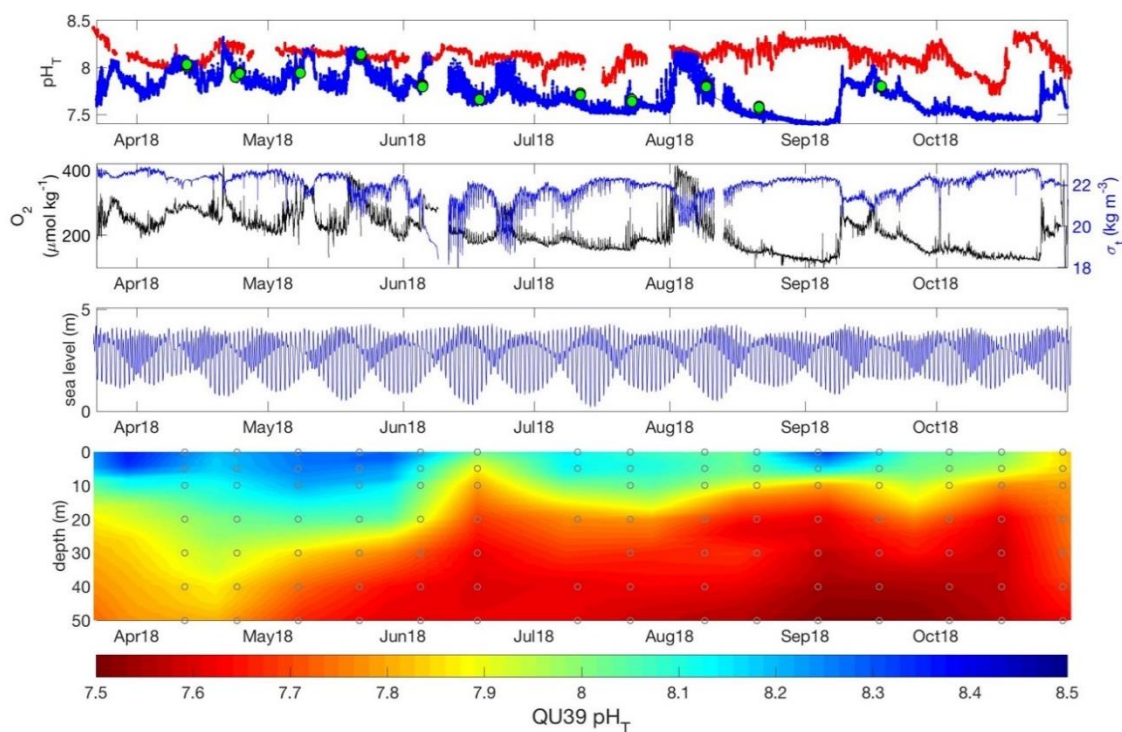 8.5
8
7.5
pH_T
Apr18 May18 Jun18 Jul18 Aug18 Sep18 Oct18
400
200
O_2
(μmol kg^-1)
22
20
18
σ_t (kg m^-3)
Apr18 May18 Jun18 Jul18 Aug18 Sep18 Oct18
5
0
sea level (m)
Apr18 May18 Jun18 Jul18 Aug18 Sep18 Oct18
0
10
20
30
40
50
depth (m)
Apr18 May18 Jun18 Jul18 Aug18 Sep18 Oct18
7.5 7.6 7.7 7.8 7.9 8 8.1 8.2 8.3 8.4 8.5
QU39 pH_T